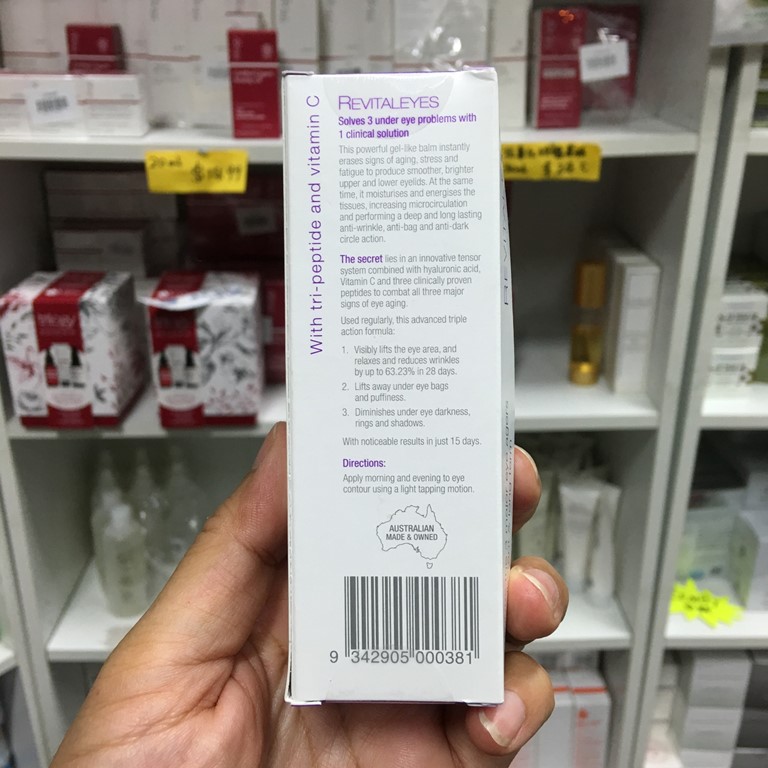 With tri-peptide and vitamin C
REVITALEYES
Solves 3 under eye problems with
1 clinical solution
This powerful gel-like balm instantly
erases signs of aging, stress and
fatigue to produce smoother, brighter
upper and lower eyelids. At the same
time, it moisturises and energises the
tissues, increasing microcirculation
and performing a deep and long lasting
anti-wrinkle, anti-bag and anti-dark
circle action.
The secret lies in an innovative tensor
system combined with hyaluronic acid,
Vitamin C and three clinically proven
peptides to combat all three major
signs of eye aging.
Used regularly, this advanced triple
action formula:
1. Visibly lifts the eye area, and
relaxes and reduces wrinkles
by up to 63.23% in 28 days.
2. Lifts away under eye bags
and puffiness.
3. Diminishes under eye darkness,
rings and shadows.
With noticeable results in just 15 days.
Directions:
Apply morning and evening to eye
contour using a light tapping motion.
AUSTRALIAN
MADE & OWNED
9 342905 000381